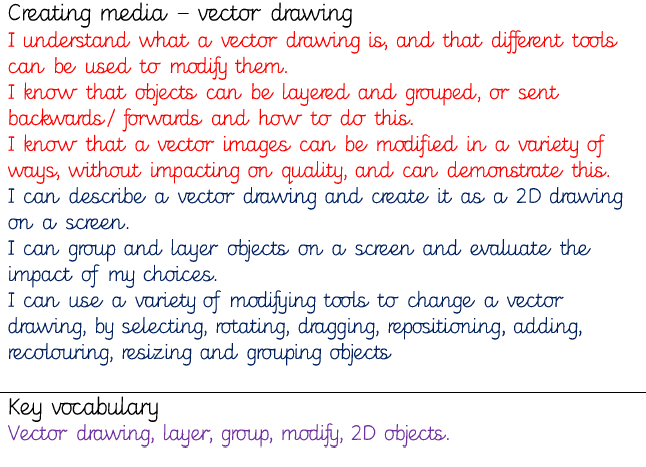 Creating media – vector drawing
I understand what a vector drawing is, and that different tools
can be used to modify them.
I know that objects can be layered and grouped, or sent
backwards/ forwards and how to do this.
I know that a vector images can be modified in a variety of
ways, without impacting on quality, and can demonstrate this.
I can describe a vector drawing and create it as a 2D drawing
on a screen.
I can group and layer objects on a screen and evaluate the
impact of my choices.
I can use a variety of modifying tools to change a vector
drawing, by selecting, rotating, dragging, repositioning, adding,
recolouring, resizing and grouping objects
Key vocabulary
Vector drawing, layer, group, modify, 2D objects.